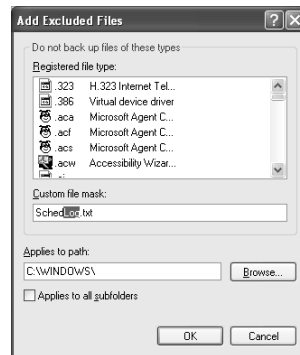 Add Excluded Files
Do not back up files of these types
Registered file type:
.323 H.323 Internet Tel...
.386 Virtual device driver
.aca Microsoft Agent C...
.acf Microsoft Agent C...
.acs Microsoft Agent C...
.acw Accessibility Wizar...
Custom file mask:
SchedLog.txt
Applies to path:
C:\WINDOWS\
Browse...
Applies to all subfolders
OK Cancel